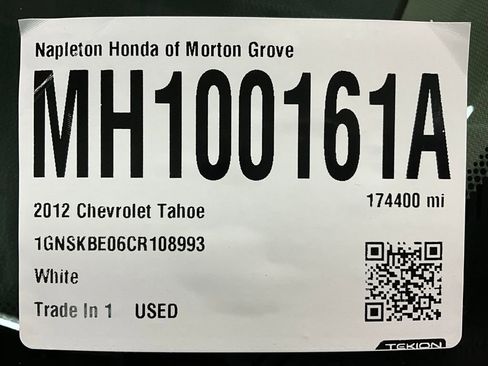 Napleton Honda of Morton Grove
MH100161A
174400 mi
2012 Chevrolet Tahoe
1GNSKBE06CR108993
White
Trade In 1 USED
TEKION